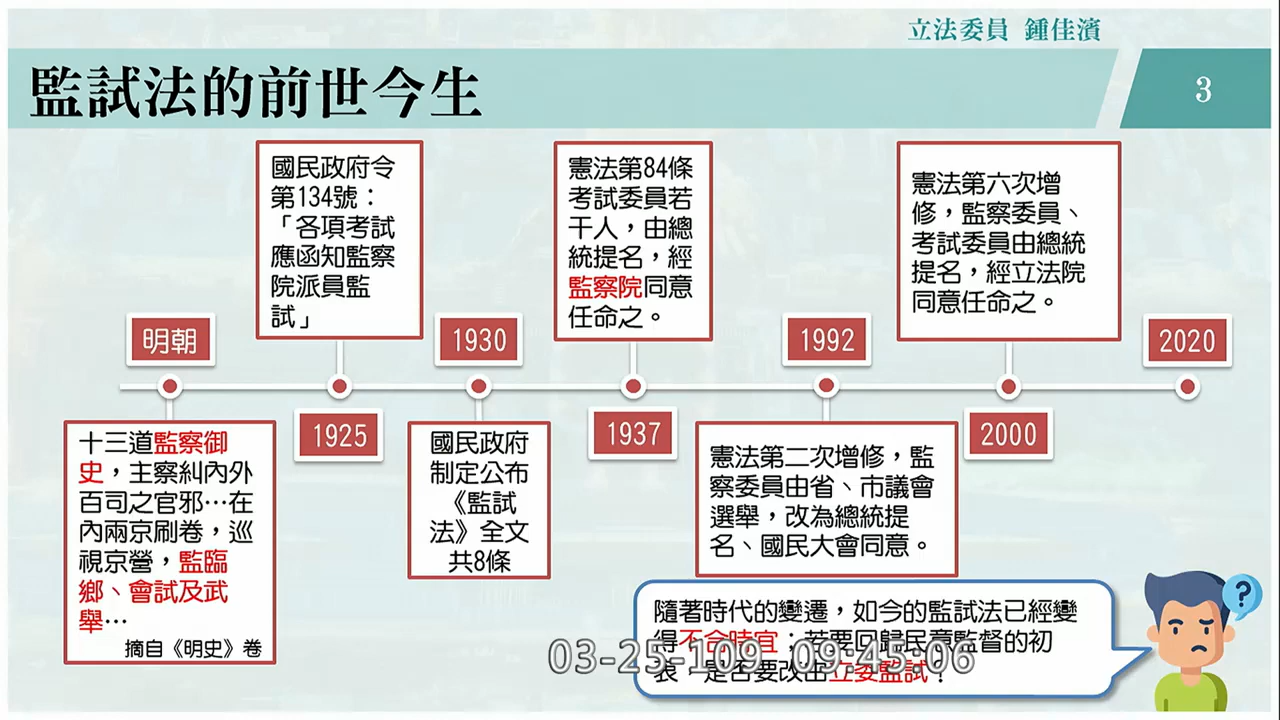 立法委員 鍾佳濱
監試法的前世今生
3
國民政府令
第134號：
「各項考試
應函知監察
院派員監
試」
憲法第84條
考試委員若
干人，由總
統提名，經
監察院同意
任命之。
憲法第六次增
修，監察委員、
考試委員由總統
提名，經立法院
同意任命之。
明朝
1930
1992
2020
1925
1937
2000
十三道監察御
史，主察糾內外
百司之官邪…在
內兩京刷卷，巡
視京營，監臨
鄉、會試及武
舉…
摘自《明史》卷
國民政府
制定公布
《監試
法》全文
共8條
憲法第二次增修，監
察委員由省、市議會
選舉，改為總統提
名、國民大會同意。
?
隨著時代的變遷，如今的監試法已經變
得不合時宜；若要回歸民意監督的初
衷，是否要改由立委監試？
03-25-109 09:45:06